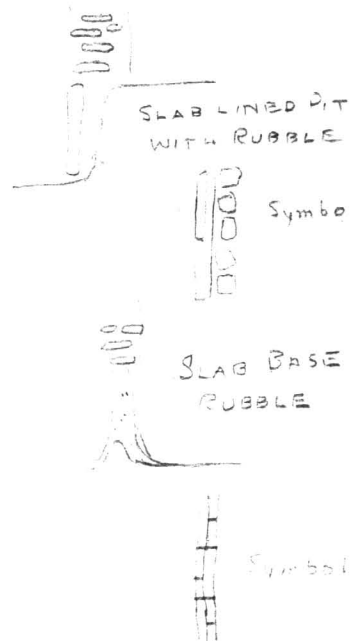 SLAB LINED PIT
WITH RUBBLE
Symbo
SLAB BASE
RUBBLE
Symbol